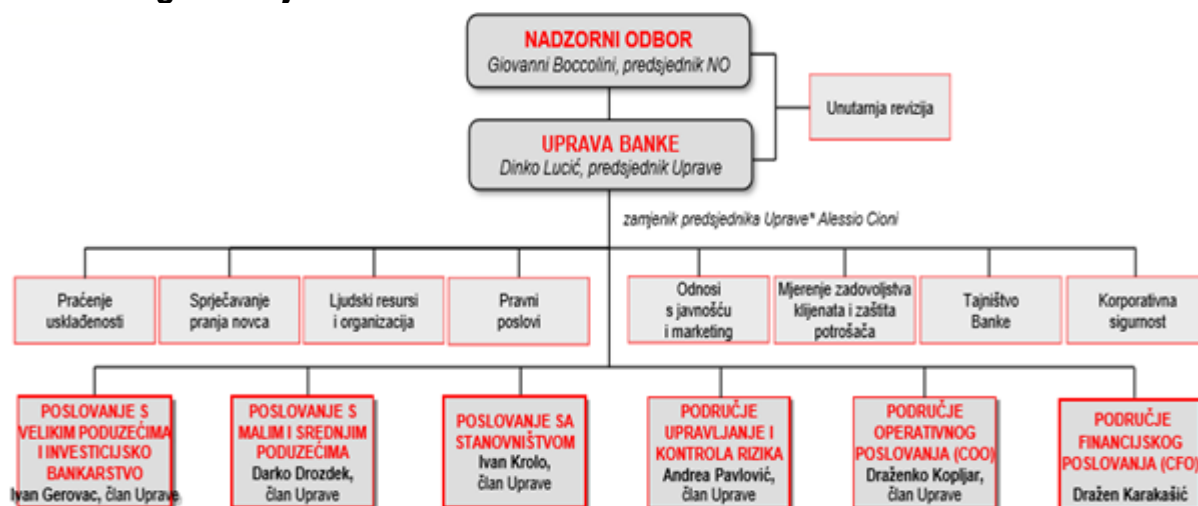 NADZORNI ODBOR
Giovanni Boccolini, predsjednik NO
Unutarnja revizija
UPRAVA BANKE
Dinko Lucić, predsjednik Uprave
zamjenik predsjednika Uprave* Alessio Cioni
Praćenje
usklađenosti
Sprječavanje
pranja novca
Ljudski resursi
i organizacija
Pravni
poslovi
Odnosi
s javnošću
i marketing
Mjerenje zadovoljstva
klijenata i zaštita
potrošača
Tajništvo
Banke
Korporativna
sigurnost
POSLOVANJE S
VELIKIM PODUZEĆIMA
I INVESTICIJSKO
BANKARSTVO
Ivan Gerovac, član Uprave
POSLOVANJE S
MALIM I SREDNJIM
PODUZEĆIMA
Darko Drozdek,
član Uprave
POSLOVANJE SA
STANOVNIŠTVOM
Ivan Krolo,
član Uprave
PODRUČJE
UPRAVLJANJE I
KONTROLA RIZIKA
Andrea Pavlović,
član Uprave
PODRUČJE
OPERATIVNOG
POSLOVANJA (COO)
Draženko Kopljar,
član Uprave
PODRUČJE
FINANCIJSKOG
POSLOVANJA (CFO)
Dražen Karakašić